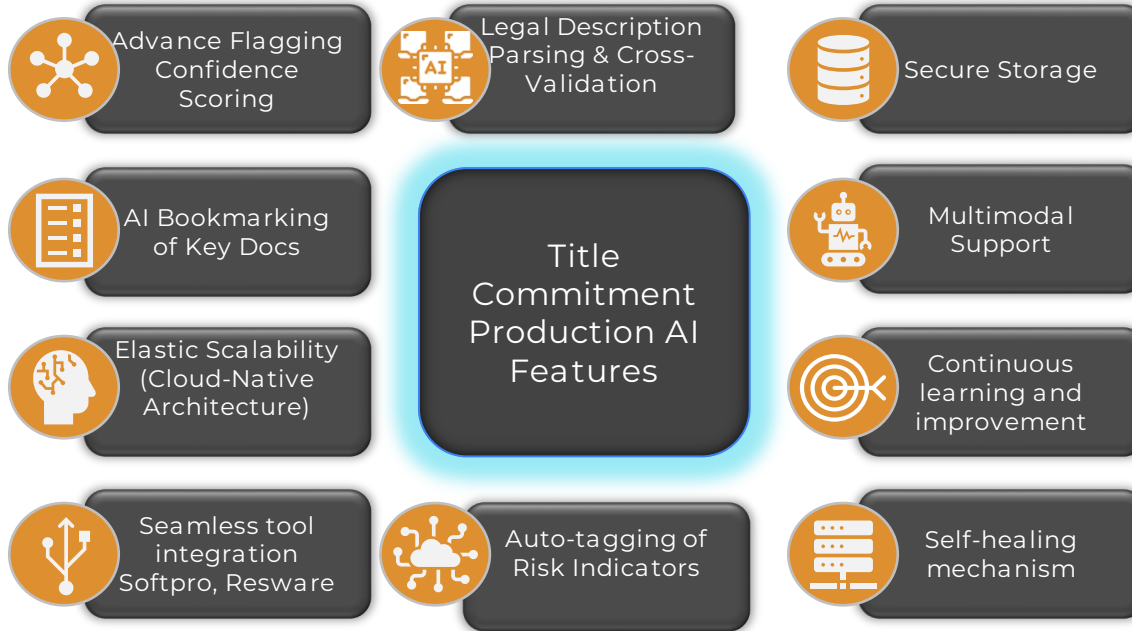 Advance Flagging
Confidence
Scoring
AI
Legal Description
Parsing & Cross-
Validation
Secure Storage
AI Bookmarking
of Key Docs
Title
Commitment
Production AI
Features
Multimodal
Support
Elastic Scalability
(Cloud-Native
Architecture)
Continuous
learning and
improvement
Seamless tool
integration
Softpro, Resware
Auto-tagging of
Risk Indicators
Self-healing
mechanism